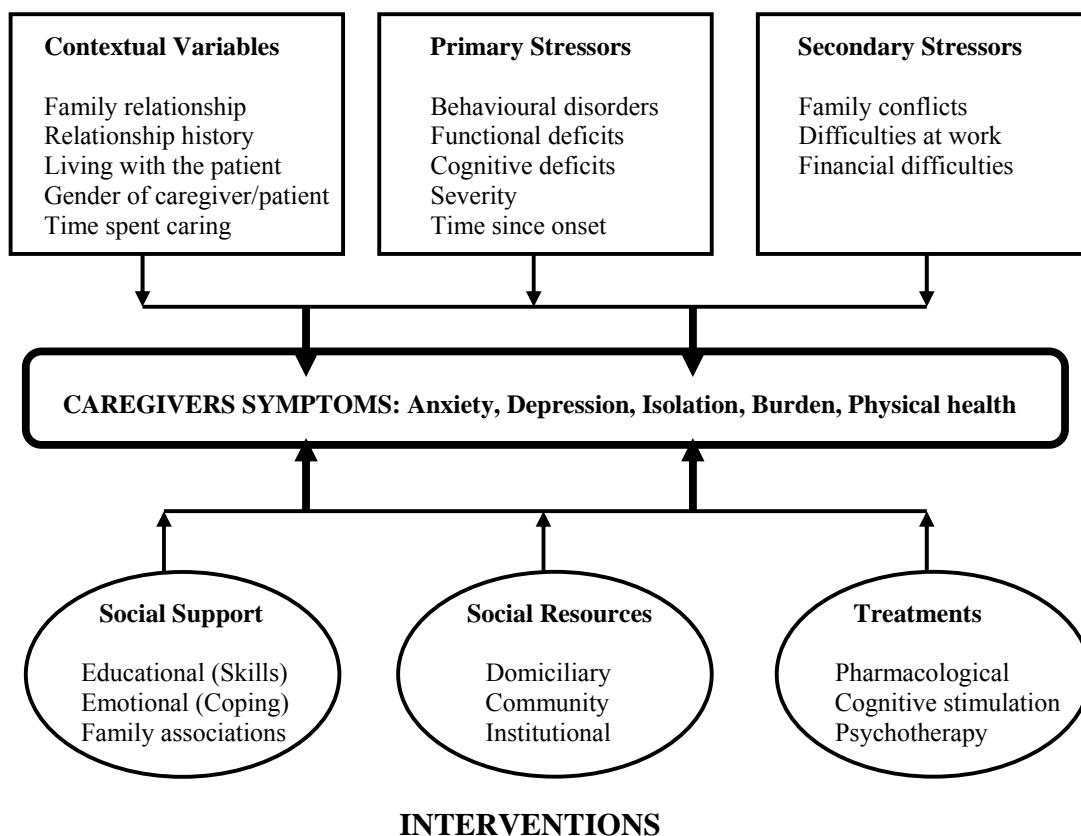 Contextual Variables
Family relationship
Relationship history
Living with the patient
Gender of caregiver/patient
Time spent caring
Primary Stressors
Behavioural disorders
Functional deficits
Cognitive deficits
Severity
Time since onset
Secondary Stressors
Family conflicts
Difficulties at work
Financial difficulties
CAREGIVERS SYMPTOMS: Anxiety, Depression, Isolation, Burden, Physical health
Social Support
Educational (Skills)
Emotional (Coping)
Family associations
Social Resources
Domiciliary
Community
Institutional
Treatments
Pharmacological
Cognitive stimulation
Psychotherapy
INTERVENTIONS